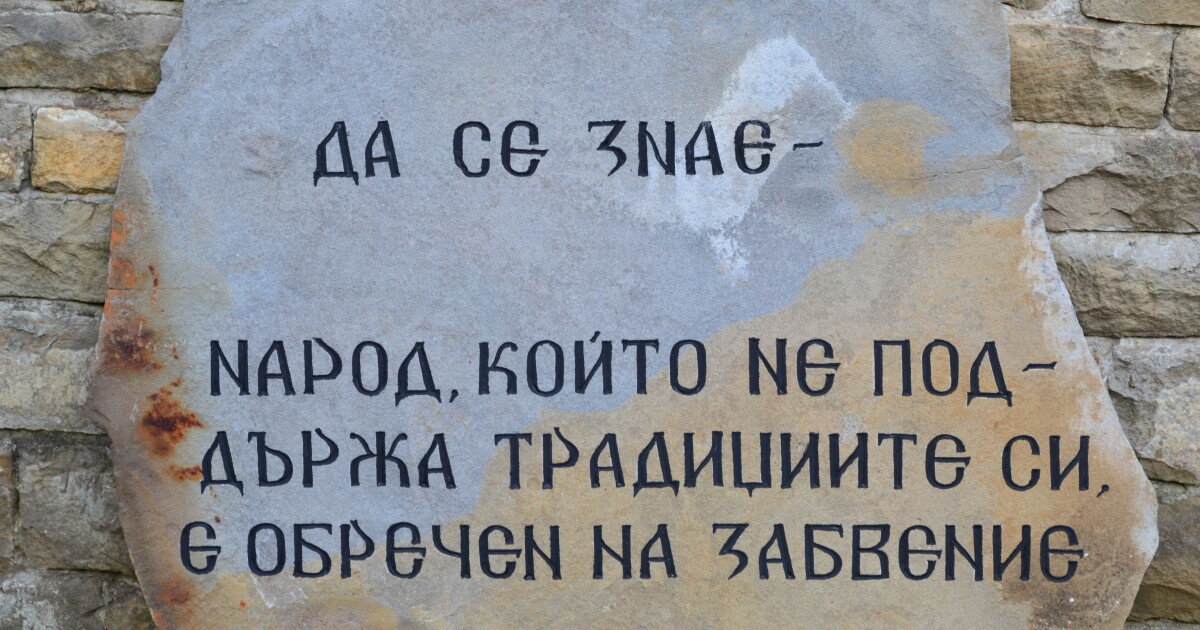 ДА СЕ ЗНАЕ-
НАРОД, КОЙТО НЕ ПОД-
ДЪРЖА ТРАДИЦИИТЕ СИ,
Е ОБРЕЧЕН НА ЗАБВЕНИЕ